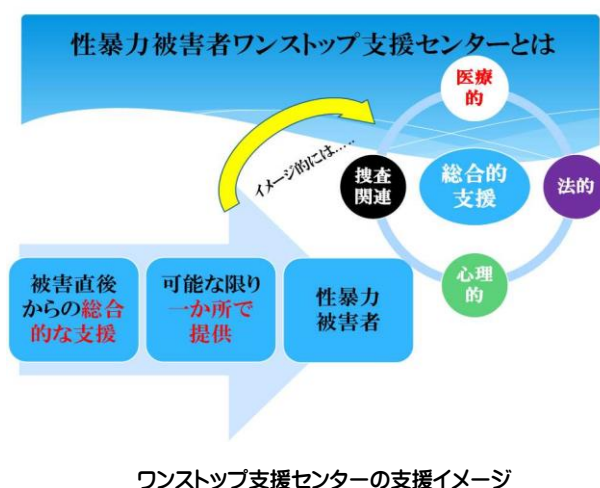 性暴力被害者ワンストップ支援センターとは
イメージ的には……
医療
的
捜査
関連
総合的
支援
法的
心理
的
被害直後
からの総合
的な支援
可能な限り
一か所で
提供
性暴力
被害者
ワンストップ支援センターの支援イメージ